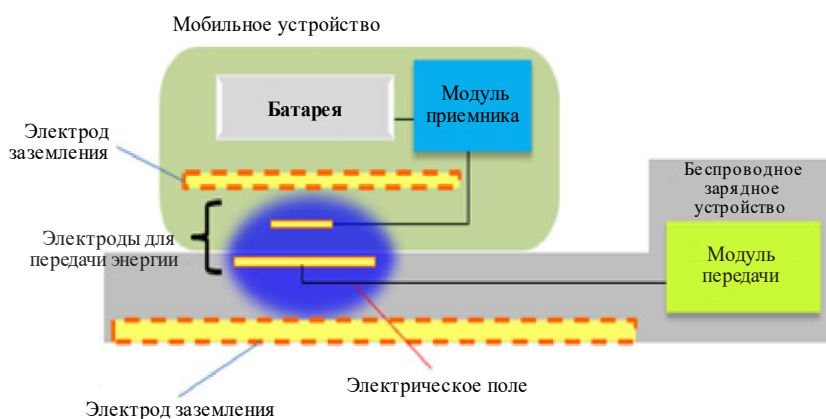 Мобильное устройство
Батарея
Модуль
приемника
Электрод
заземления
Беспроводное
зарядное
устройство
Электроды для
передачи энергии
Модуль
передачи
Электрическое поле
Электрод заземления